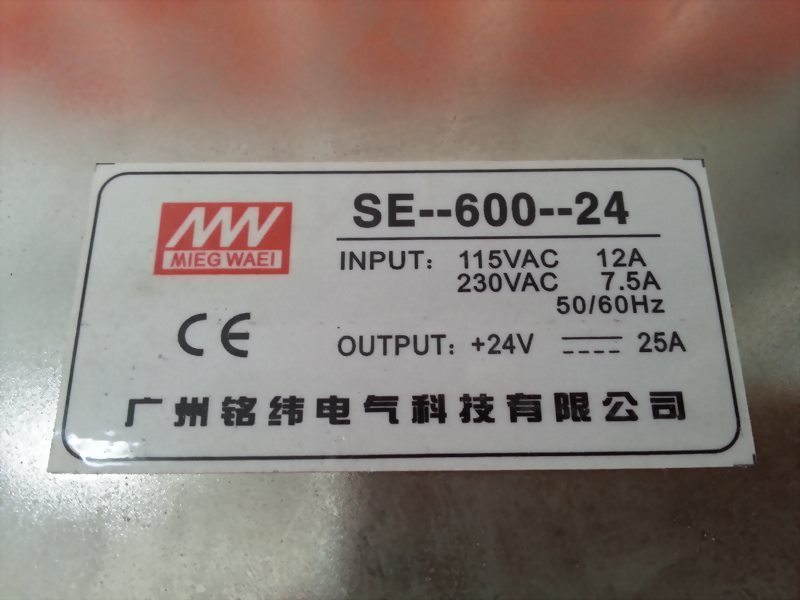 MW
MIEG WAEI
SE--600--24
INPUT: 115VAC 12A
230VAC 7.5A
50/60Hz
CE
OUTPUT: +24V 25A
广州铭纬电气科技有限公司